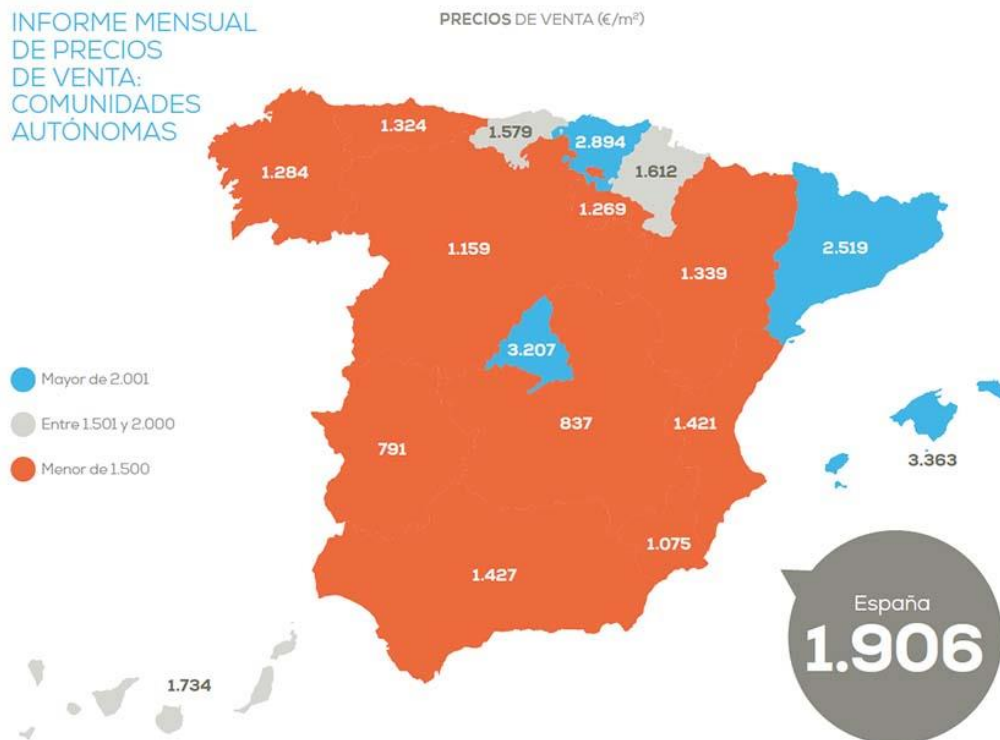 INFORME MENSUAL
DE PRECIOS
DE VENTA:
COMUNIDADES
AUTÓNOMAS
PRECIOS DE VENTA (€/m²)
1.324
1.579
2.894
1.284
1.612
1.269
1.159
2.519
1.339
3.207
Mayor de 2.001
Entre 1.501 y 2.000
Menor de 1.500
837
1.421
791
3.363
1.075
1.427
España
1.906
1.734